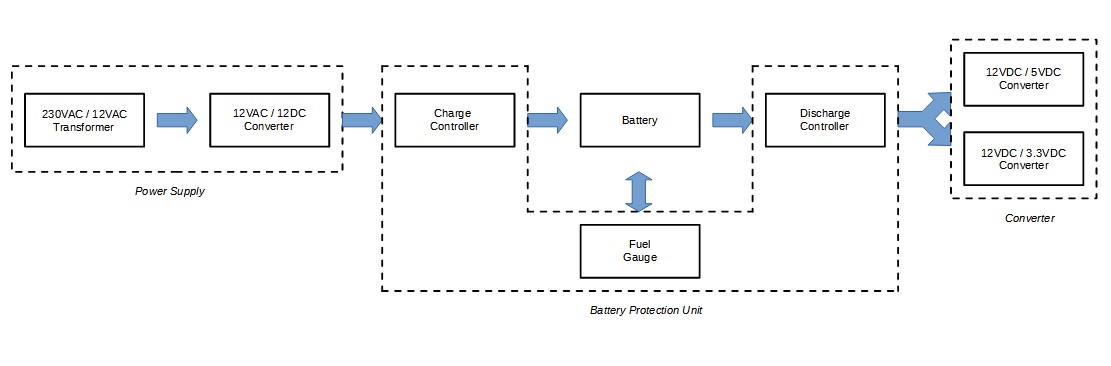 230VAC / 12VAC
Transformer
12VAC / 12DC
Converter
Power Supply
Charge
Controller
Battery
Discharge
Controller
Fuel
Gauge
Battery Protection Unit
12VDC / 5VDC
Converter
12VDC / 3.3VDC
Converter
Converter